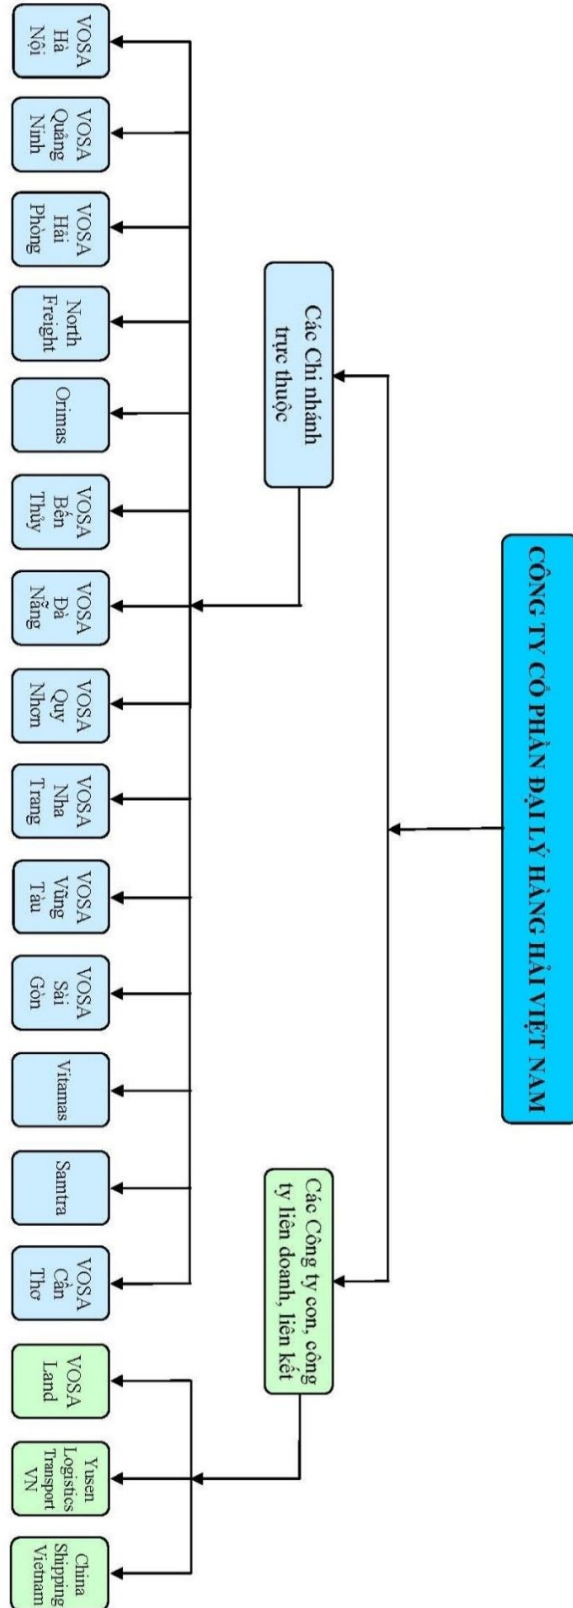 CÔNG TY CỔ PHẦN ĐẠI LÝ HÀNG HẢI VIỆT NAM
Các Chi nhánh
trực thuộc
Các Công ty con, công
ty liên doanh, liên kết
VOSA
Hà
Nội
VOSA
Quảng
Ninh
VOSA
Hải
Phòng
North
Freight
Orimas
VOSA
Bến
Thủy
VOSA
Đà
Nẵng
VOSA
Quy
Nhơn
VOSA
Nha
Trang
VOSA
Vũng
Tàu
VOSA
Sài
Gòn
Vitamas
Samtra
VOSA
Cần
Thơ
VOSA
Land
Yusen
Logistics
Transport
VN
China
Shipping
Vietnam